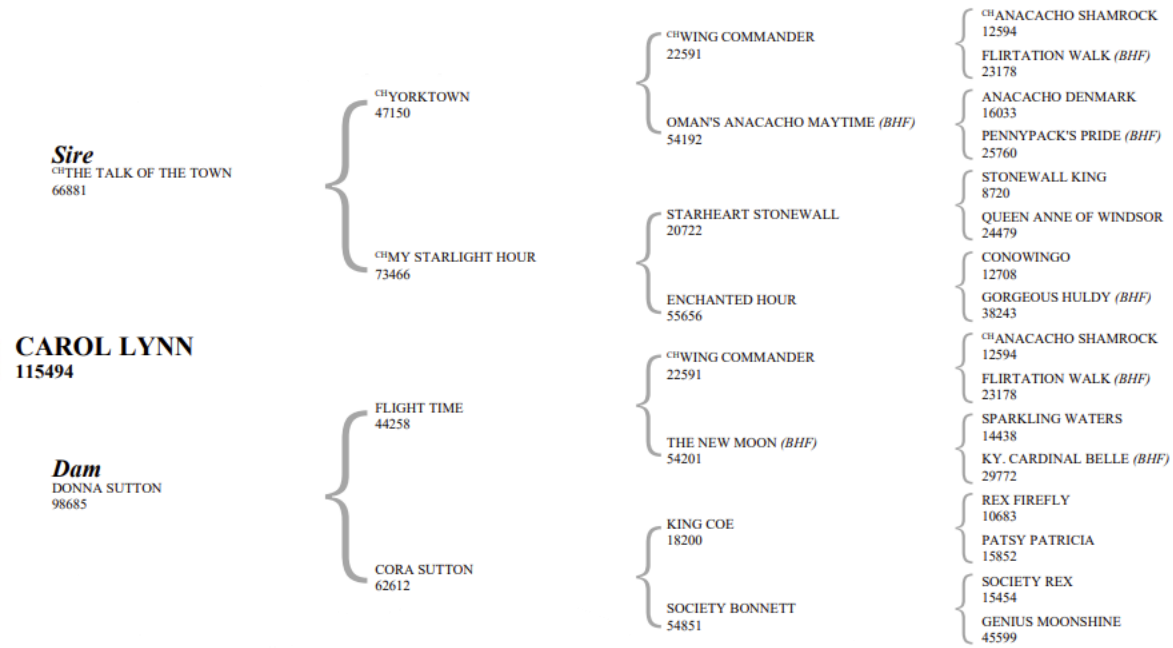 Sire
CHTHE TALK OF THE TOWN
66881
CHYORKTOWN
47150
CHWING COMMANDER
22591
CHANACACHO SHAMROCK
12594
FLIRTATION WALK (BHF)
23178
OMAN'S ANACACHO MAYTIME (BHF)
54192
ANACACHO DENMARK
16033
PENNYPACK'S PRIDE (BHF)
25760
CHMY STARLIGHT HOUR
73466
STARHEART STONEWALL
20722
STONEWALL KING
8720
QUEEN ANNE OF WINDSOR
24479
ENCHANTED HOUR
55656
CONOWINGO
12708
GORGEOUS HULDY (BHF)
38243
CAROL LYNN
115494
Dam
DONNA SUTTON
98685
FLIGHT TIME
44258
CHWING COMMANDER
22591
CHANACACHO SHAMROCK
12594
FLIRTATION WALK (BHF)
23178
THE NEW MOON (BHF)
54201
SPARKLING WATERS
14438
KY. CARDINAL BELLE (BHF)
29772
CORA SUTTON
62612
KING COE
18200
REX FIREFLY
10683
PATSY PATRICIA
15852
SOCIETY BONNETT
54851
SOCIETY REX
15454
GENIUS MOONSHINE
45599